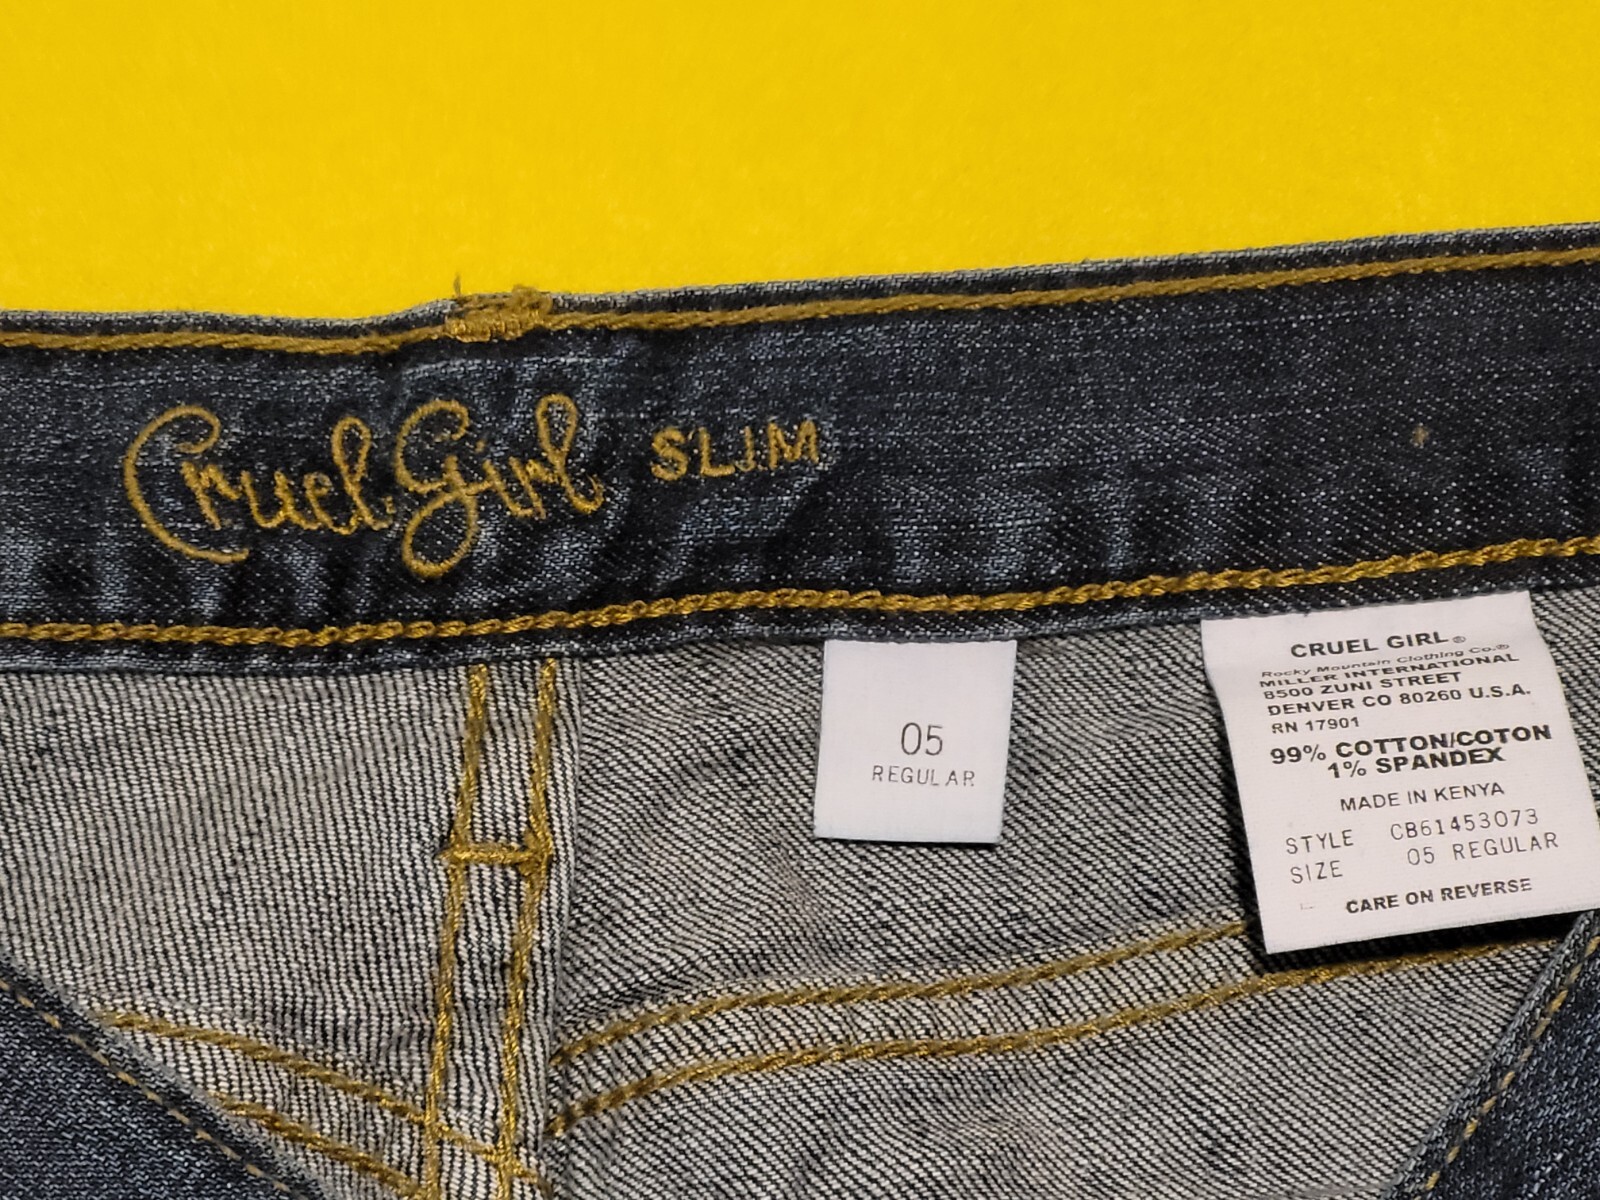 Cruel Girl SLIM
05
REGULAR
CRUEL GIRL®
Rocky Mountain Clothing Co.®
MILLER INTERNATIONAL
8500 ZUNI STREET
DENVER CO 80260 U.S.A.
RN 17901
99% COTTON/COTON
1% SPANDEX
MADE IN KENYA
STYLE CB61453073
SIZE 05 REGULAR
CARE ON REVERSE